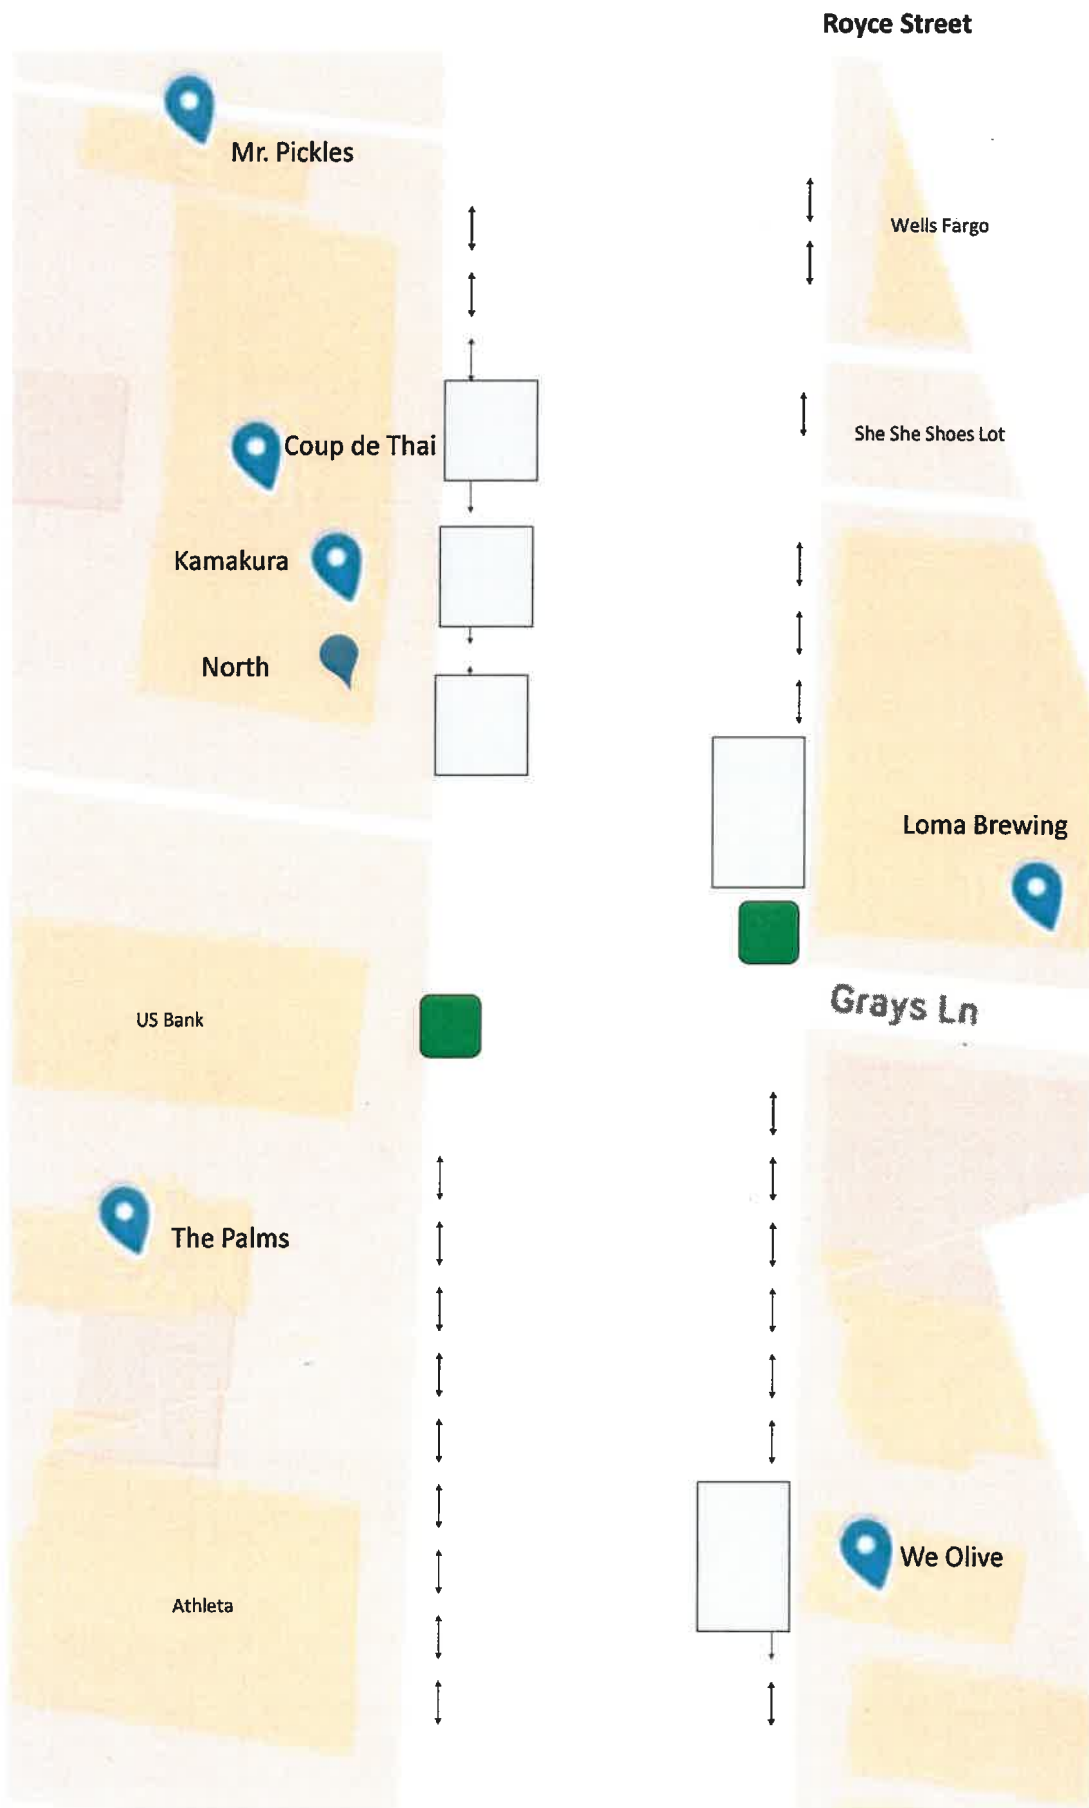 Royce Street
Mr. Pickles
Wells Fargo
She She Shoes Lot
Coup de Thai
Kamakura
North
Loma Brewing
Grays Ln
US Bank
The Palms
We Olive
Athleta